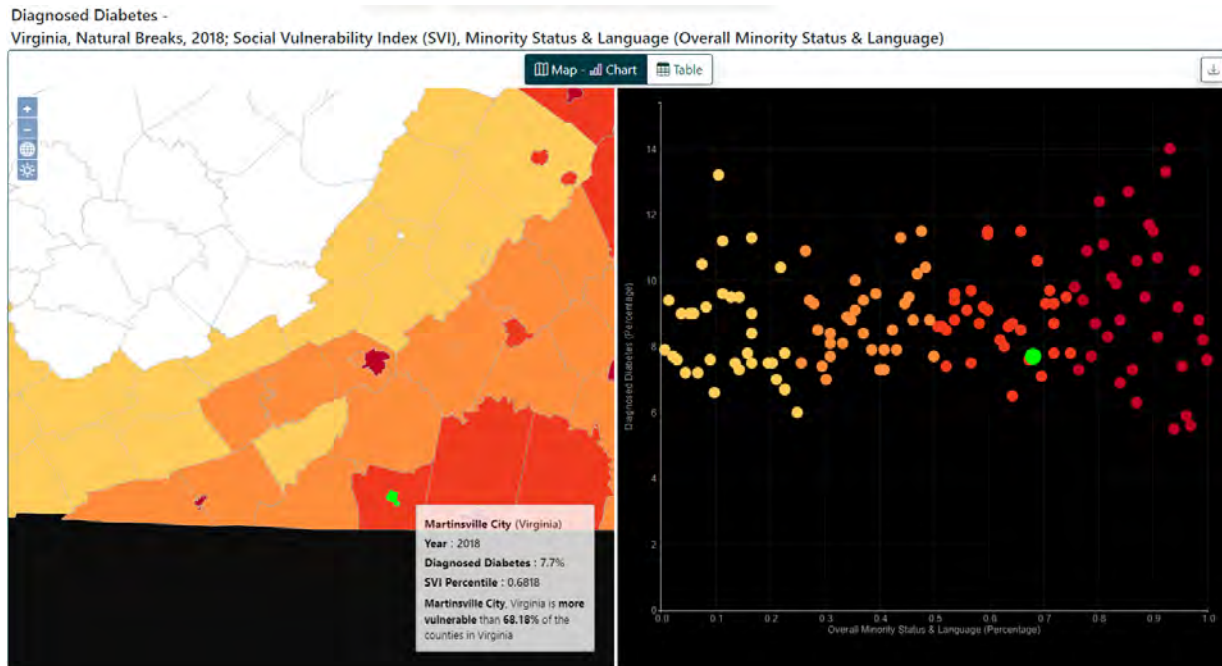 Diagnosed Diabetes -
Virginia, Natural Breaks, 2018; Social Vulnerability Index (SVI), Minority Status & Language (Overall Minority Status & Language)
Map - Chart
Table
+
−
Martinsville City (Virginia)
Year : 2018
Diagnosed Diabetes : 7.7%
SVI Percentile : 0.6818
Martinsville City, Virginia is more
vulnerable than 68.18% of the
counties in Virginia
Diagnosed Diabetes (Percentage)
14
12
10
8
6
4
2
0
0.0 0.1 0.2 0.3 0.4 0.5 0.6 0.7 0.8 0.9 1.0
Overall Minority Status & Language (Percentage)